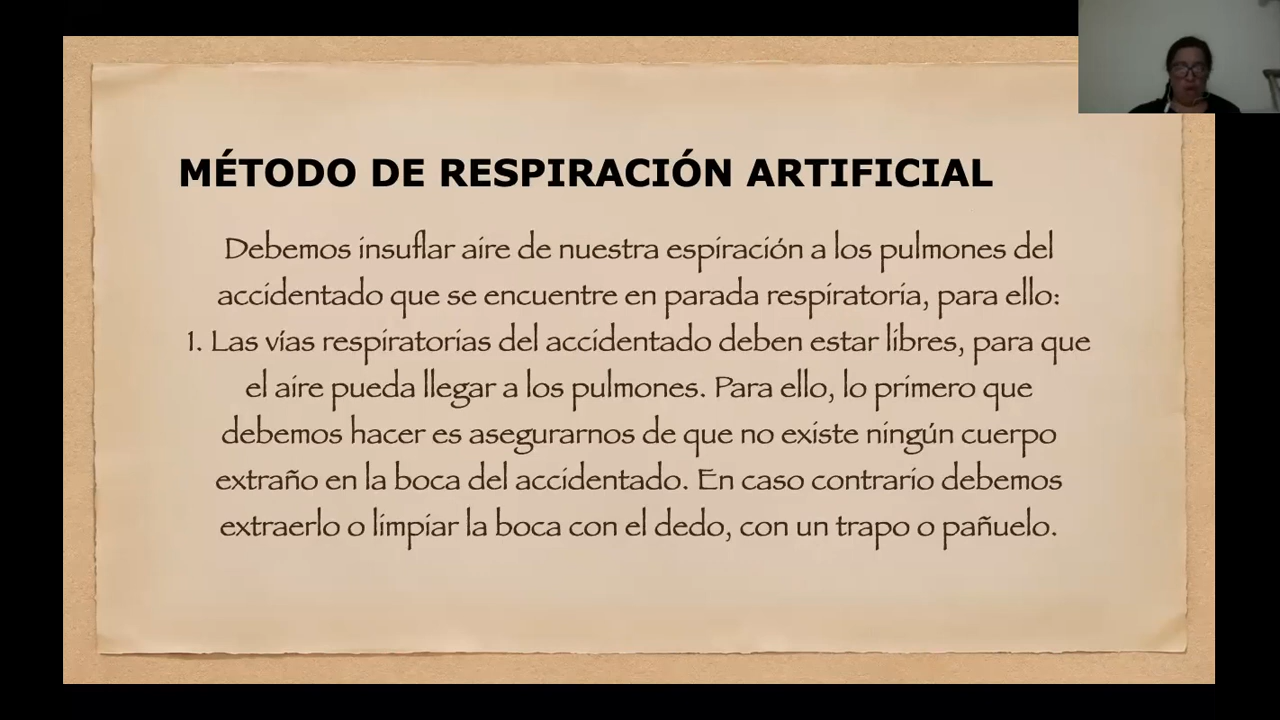 MÉTODO DE RESPIRACIÓN ARTIFICIAL
Debemos insuflar aire de nuestra espiración a los pulmones del
accidentado que se encuentre en parada respiratoria, para ello:
1. Las vías respiratorias del accidentado deben estar libres, para que
el aire pueda llegar a los pulmones. Para ello, lo primero que
debemos hacer es asegurarnos de que no existe ningún cuerpo
extraño en la boca del accidentado. En caso contrario debemos
extraerlo o limpiar la boca con el dedo, con un trapo o pañuelo.